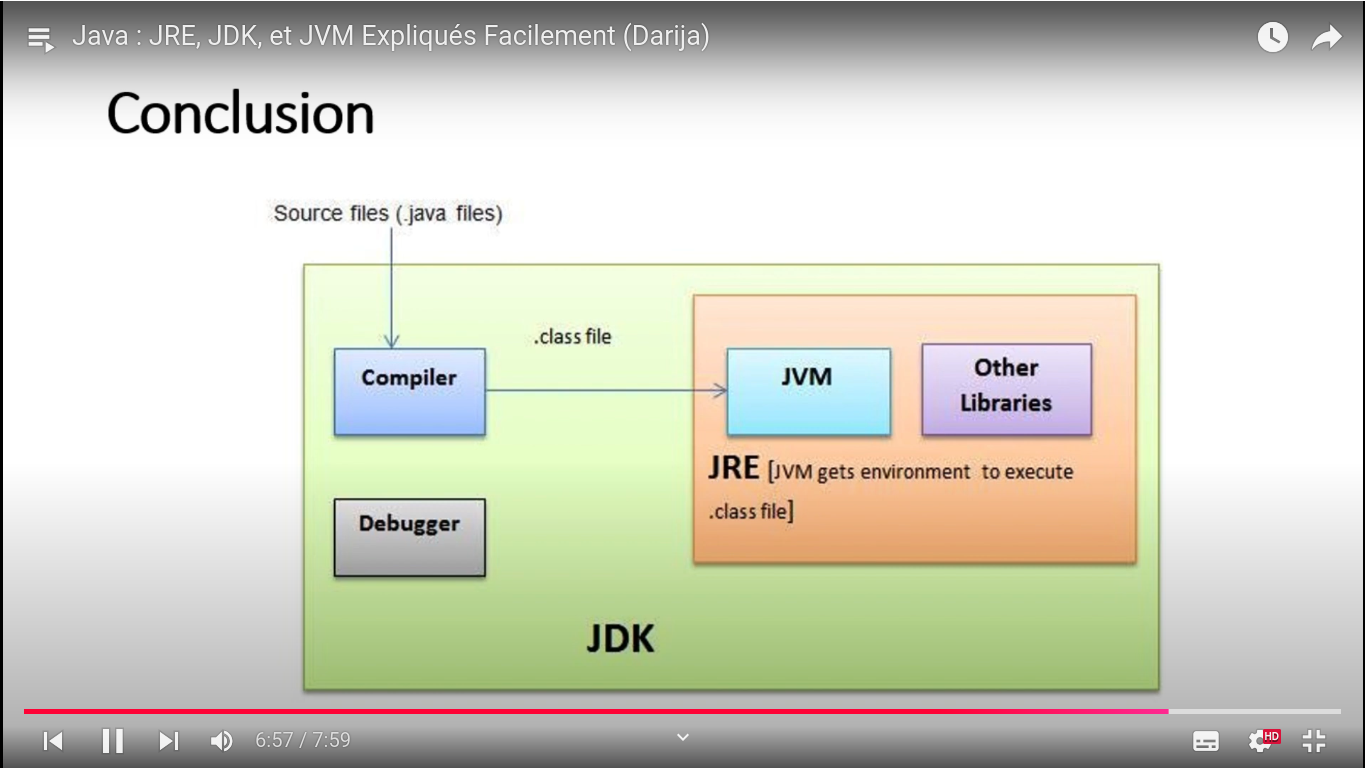 Java : JRE, JDK, et JVM Expliqués Facilement (Darija)
Conclusion
Source files (.java files)
.class file
Compiler
JVM
Other
Libraries
JRE [JVM gets environment to execute
.class file]
Debugger
JDK
6:57 / 7:59
HD